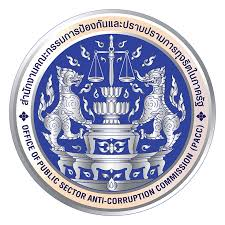 สำนักงานคณะกรรมการป้องกันและปราบปรามการทุจริตในภาครัฐ
OFFICE OF PUBLIC SECTOR ANTI-CORRUPTION COMMISSION (PACC)